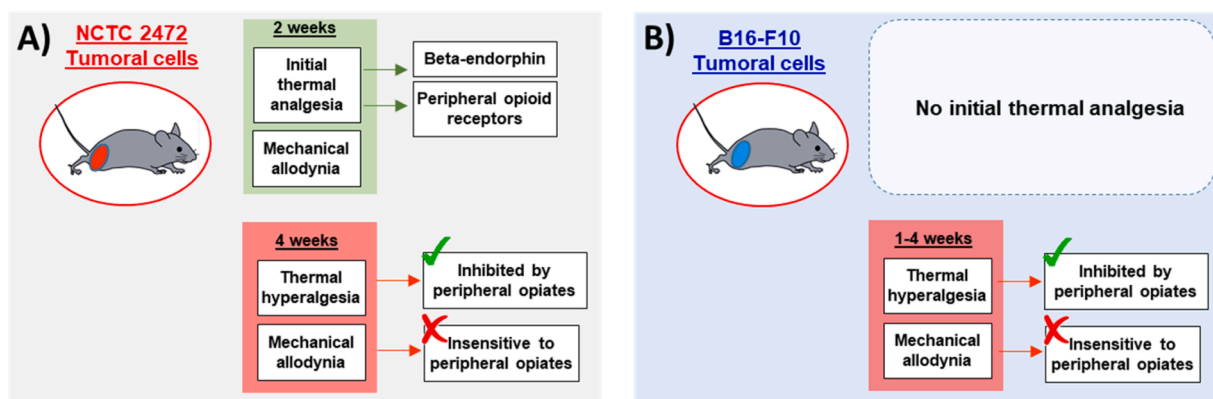 A)
NCTC 2472
Tumoral cells
2 weeks
Initial
thermal
analgesia
Beta-endorphin
Peripheral opioid
receptors
Mechanical
allodynia
4 weeks
Thermal
hyperalgesia
Inhibited by
peripheral opiates
Mechanical
allodynia
Insensitive to
peripheral opiates
B)
B16-F10
Tumoral cells
No initial thermal analgesia
1-4 weeks
Thermal
hyperalgesia
Inhibited by
peripheral opiates
Mechanical
allodynia
Insensitive to
peripheral opiates